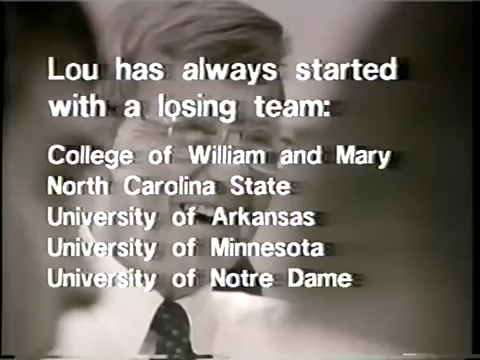 Lou has always started
with a losing team:
College of William and Mary
North Carolina State
University of Arkansas
University of Minnesota
University of Notre Dame